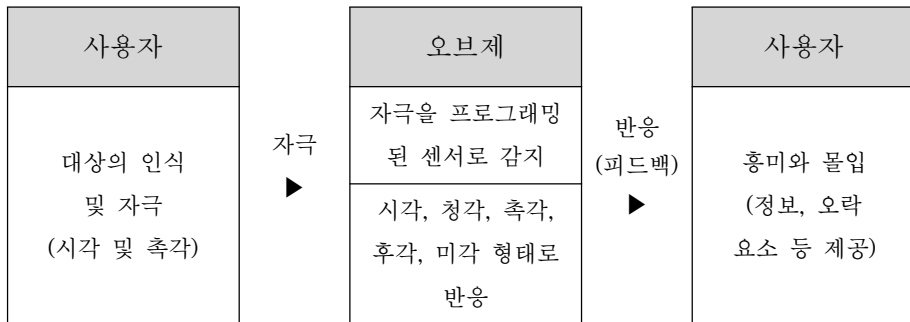 사용자
대상의 인식
및 자극
(시각 및 촉각)
자극
▶
오브제
자극을 프로그래밍
된 센서로 감지
시각, 청각, 촉각,
후각, 미각 형태로
반응
반응
(피드백)
▶
사용자
흥미와 몰입
(정보, 오락
요소 등 제공)